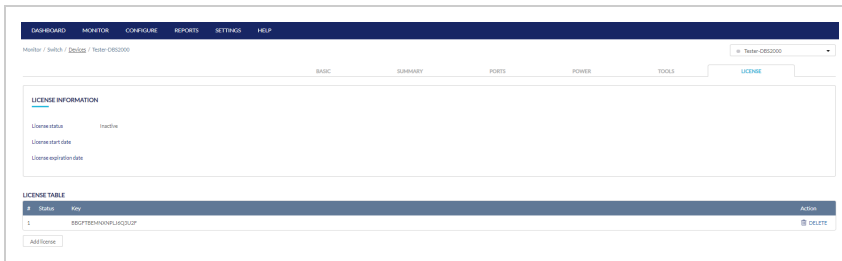 DASHBOARD MONITOR CONFIGURE REPORTS SETTINGS HELP
Monitor / Switch / Devices / Tester-DBS2000
Tester-DBS2000
BASIC SUMMARY PORTS POWER TOOLS LICENSE
LICENSE INFORMATION
License status Inactive
License start date
License expiration date
LICENSE TABLE
# Status Key Action
1 DELETE
Add license